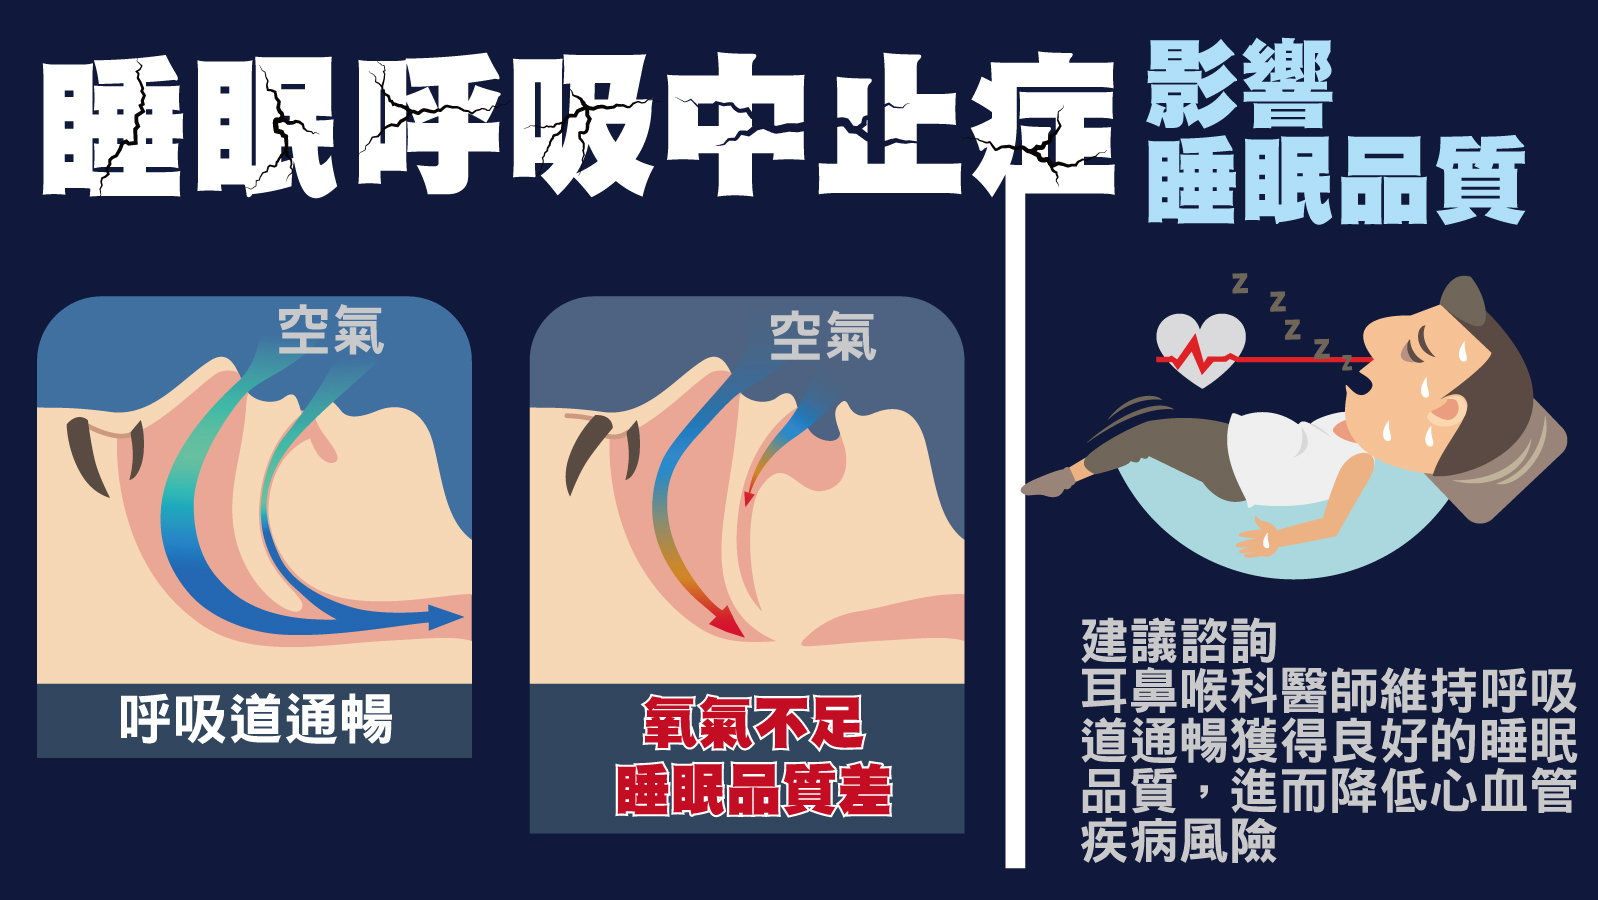 睡眠呼吸中止症
影響
睡眠品質
空氣
呼吸道通暢
空氣
氧氣不足
睡眠品質差
z
z
z
z
z
建議諮詢
耳鼻喉科醫師維持呼吸
道通暢獲得良好的睡眠
品質，進而降低心血管
疾病風險